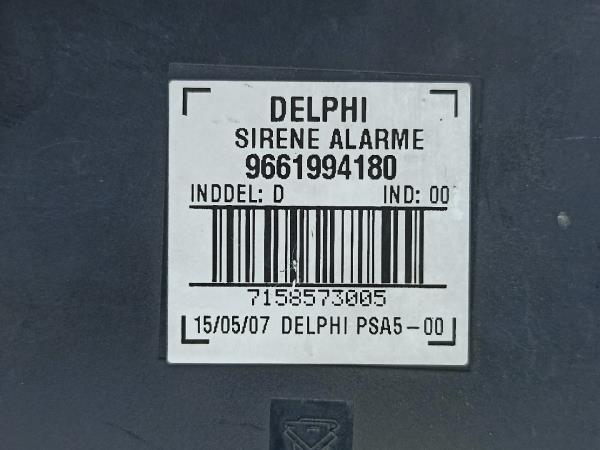 DELPHI
SIRENE ALARME
9661994180
INDDEL: D IND: 00
7158573005
15/05/07 DELPHI PSA5-00